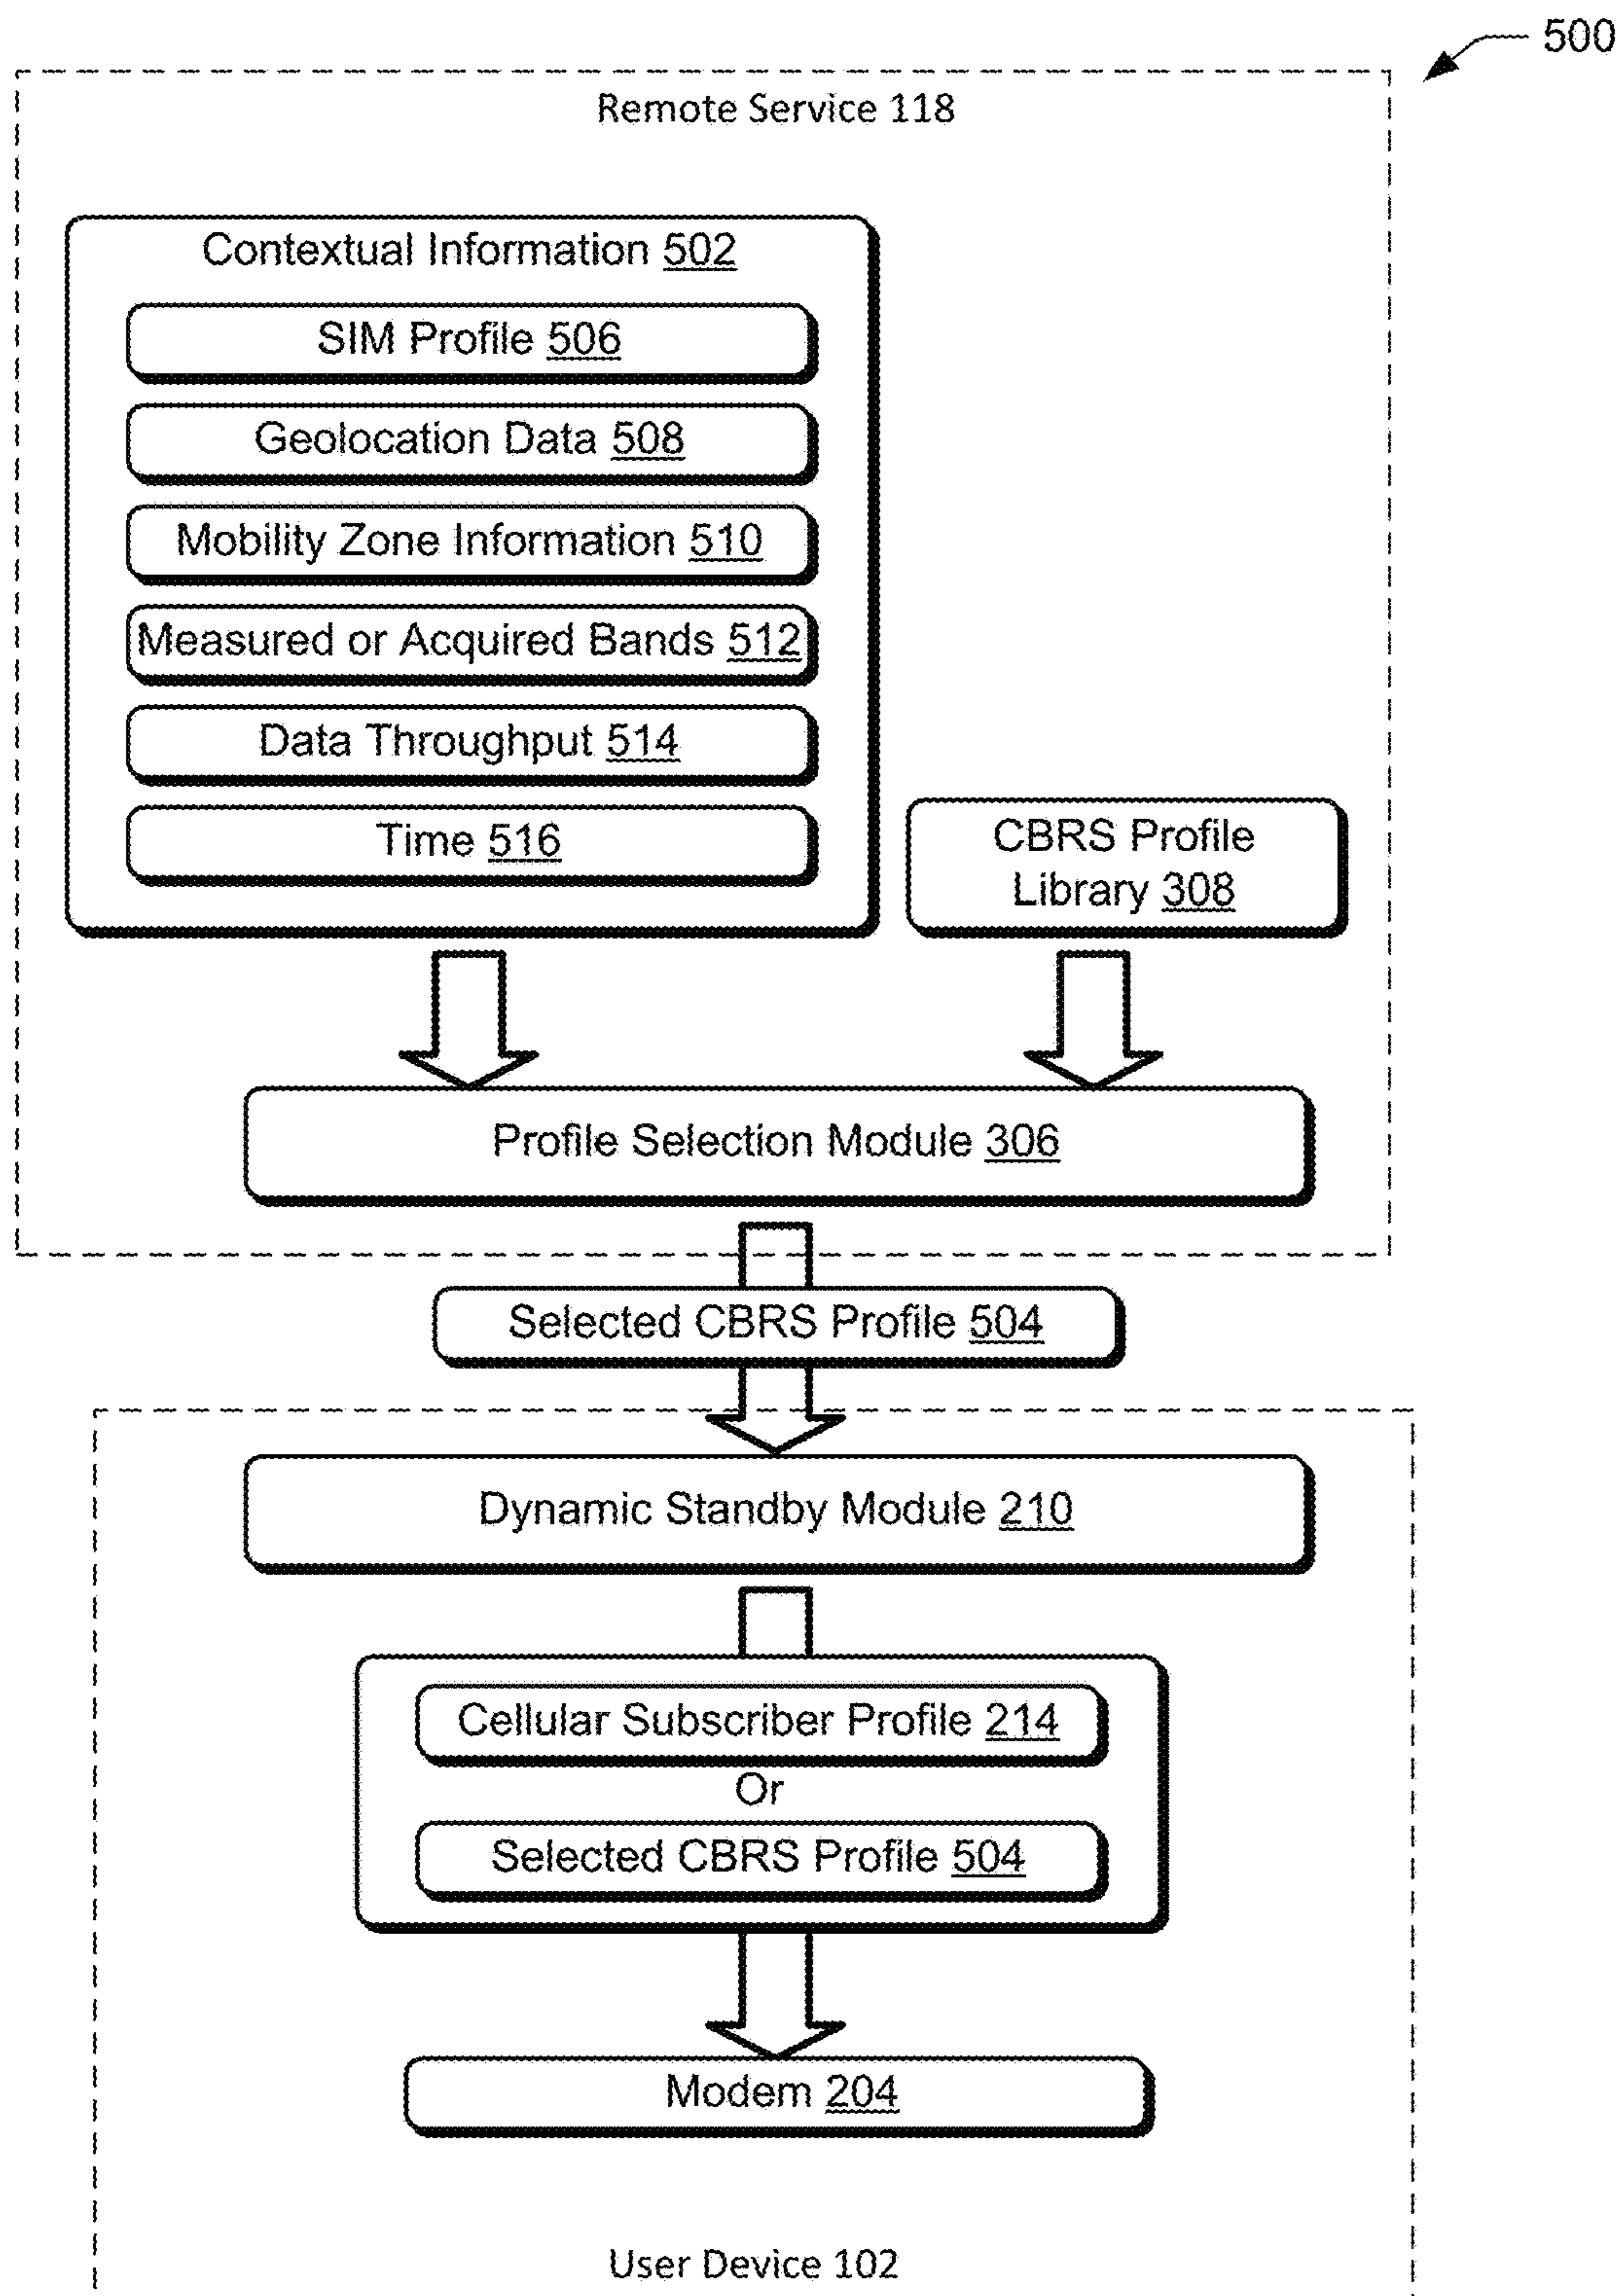 500
Remote Service 118
Contextual Information 502
SIM Profile 506
Geolocation Data 508
Mobility Zone Information 510
Measured or Acquired Bands 512
Data Throughput 514
Time 516
CBRS Profile
Library 308
Profile Selection Module 306
Selected CBRS Profile 504
Dynamic Standby Module 210
Cellular Subscriber Profile 214
Or
Selected CBRS Profile 504
Modem 204
User Device 102